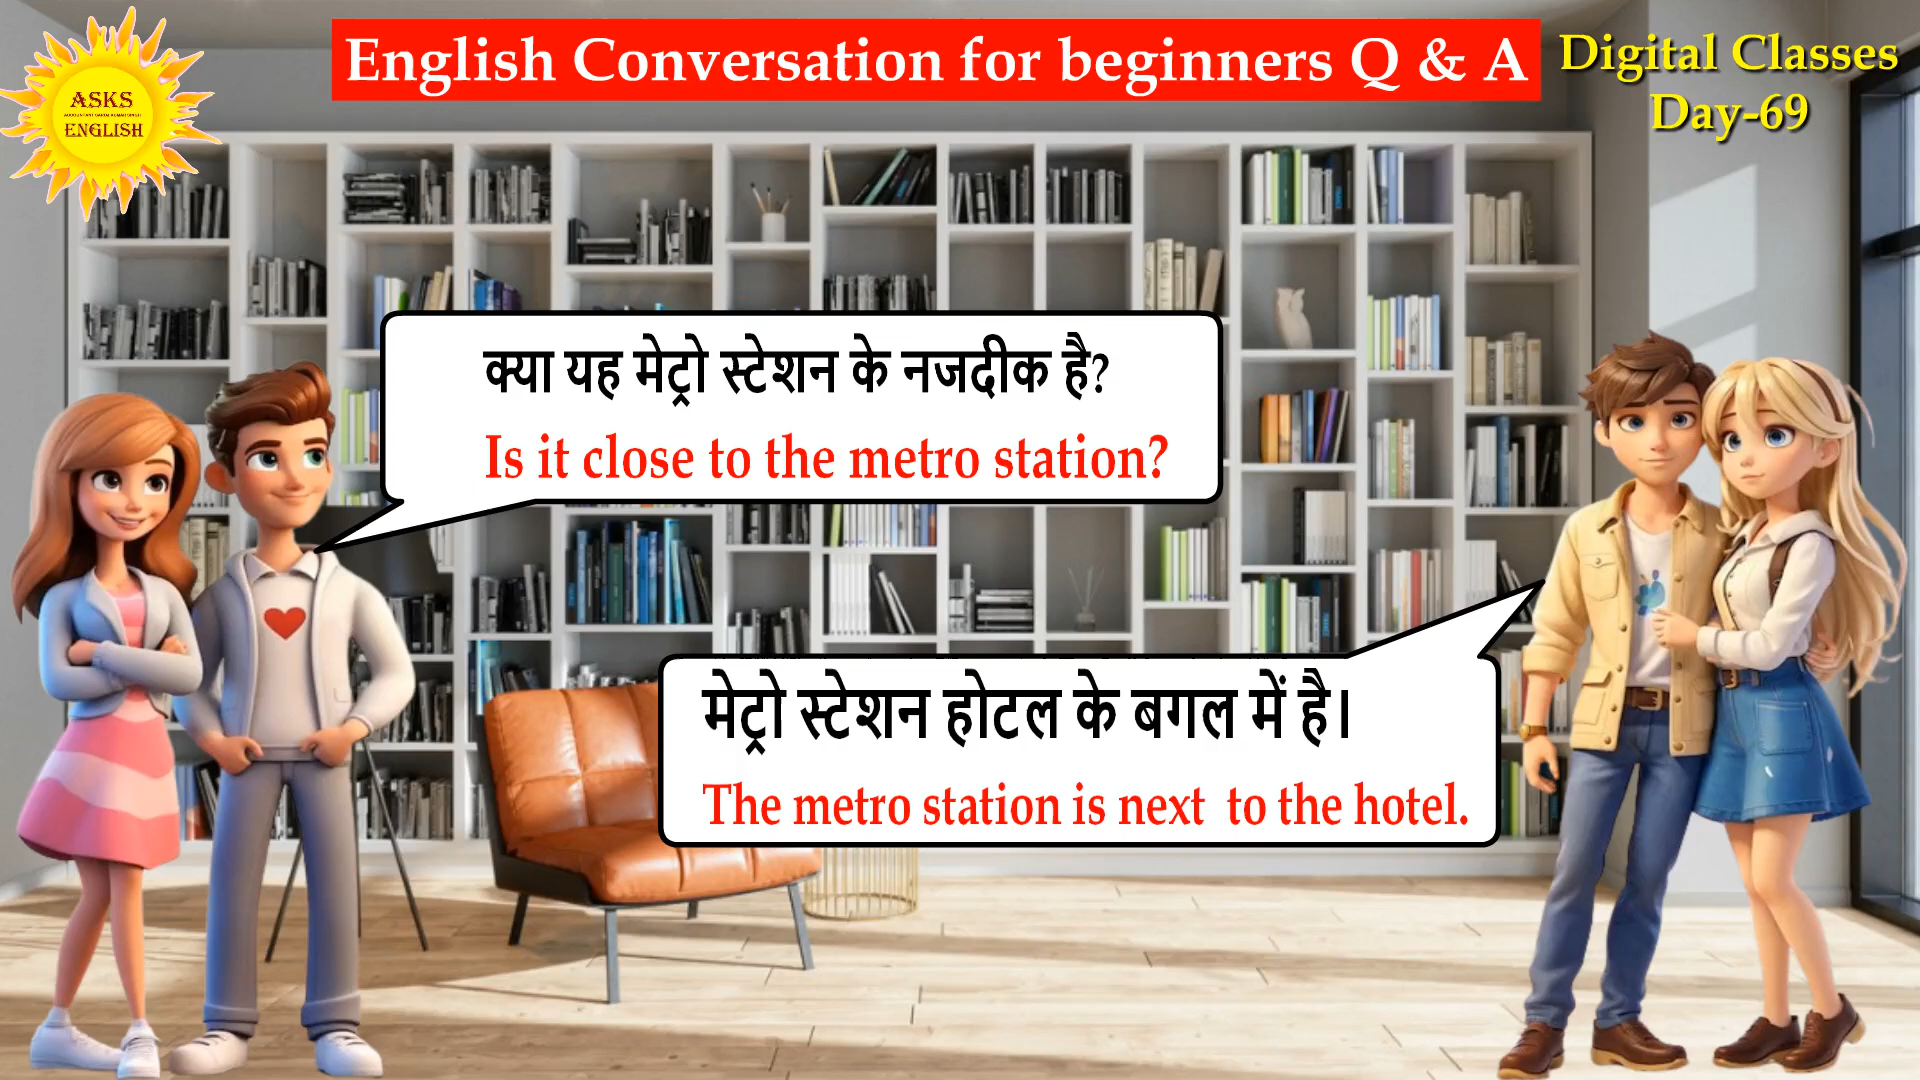 ASKS
ENGLISH
English Conversation for beginners Q & A
Digital Classes
Day-69
क्या यह मेट्रो स्टेशन के नजदीक है?
Is it close to the metro station?
मेट्रो स्टेशन होटल के बगल में है।
The metro station is next to the hotel.